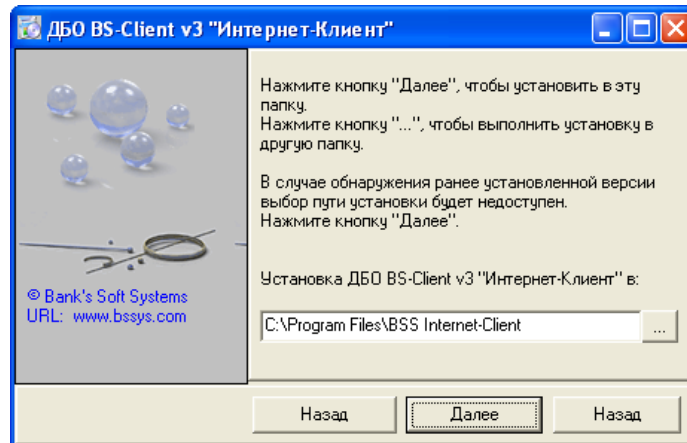 ДБО BS-Client v3 "Интернет-Клиент"
Нажмите кнопку "Далее", чтобы установить в эту
папку.
Нажмите кнопку "...", чтобы выполнить установку в
другую папку.
В случае обнаружения ранее установленной версии
выбор пути установки будет недоступен.
Нажмите кнопку "Далее".
Установка ДБО BS-Client v3 "Интернет-Клиент" в:
C:\Program Files\BSS Internet-Client
...
© Bank's Soft Systems
URL: www.bssys.com
Назад
Далее
Назад